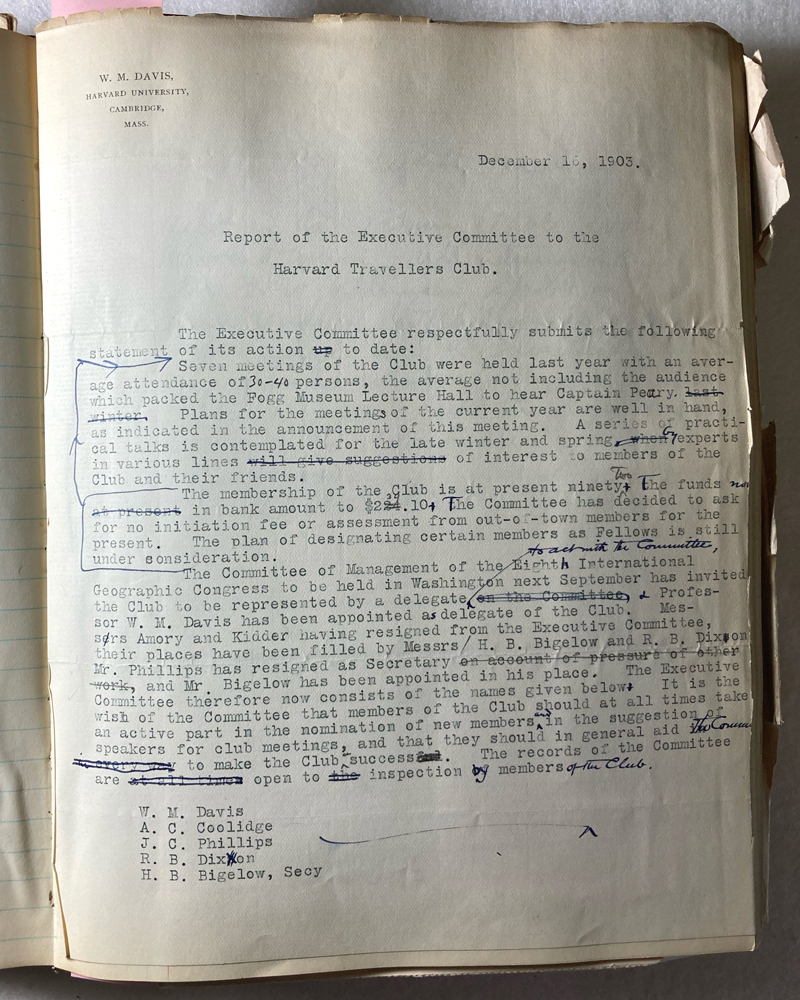 W. M. DAVIS,
HARVARD UNIVERSITY,
CAMBRIDGE,
MASS.
December 16, 1903.
Report of the Executive Committee to the
Harvard Travellers Club.
The Executive Committee respectfully submits the following
statement of its action up to date:
Seven meetings of the Club were held last year with an aver-
age attendance of 30-40 persons, the average not including the audience
which packed the Fogg Museum Lecture Hall to hear Captain Peary. last
winter. Plans for the meetings of the current year are well in hand,
as indicated in the announcement of this meeting. A series of practi-
cal talks is contemplated for the late winter and spring, when by experts
in various lines will give suggestions of interest to members of the
Club and their friends.
Two
The membership of the Club is at present ninety. The funds now
at present in bank amount to $224.10. The Committee has decided to ask
for no initiation fee or assessment from out-of-town members for the
present. The plan of designating certain members as Fellows is still
under sonsideration.
to act with the Committee,
The Committee of Management of the Eighth International
Geographic Congress to be held in Washington next September has invited
the Club to be represented by a delegate (on the Committee) & Profes-
sor W. M. Davis has been appointed as delegate of the Club. Mes-
srs Amory and Kidder having resigned from the Executive Committee,
their places have been filled by Messrs H. B. Bigelow and R. B. Dixon
Mr. Phillips has resigned as Secretary on account of pressure of other
work, and Mr. Bigelow has been appointed in his place. The Executive
Committee therefore now consists of the names given below. It is the
wish of the Committee that members of the Club should at all times take
an active part in the nomination of new members and in the suggestion of
speakers for club meetings, and that they should in general aid the Comm
in every way to make the Club successful. The records of the Committee
are at all times open to the inspection by members of the Club.
W. M. Davis
A. C. Coolidge
J. C. Phillips
R. B. Dixon
H. B. Bigelow, Secy